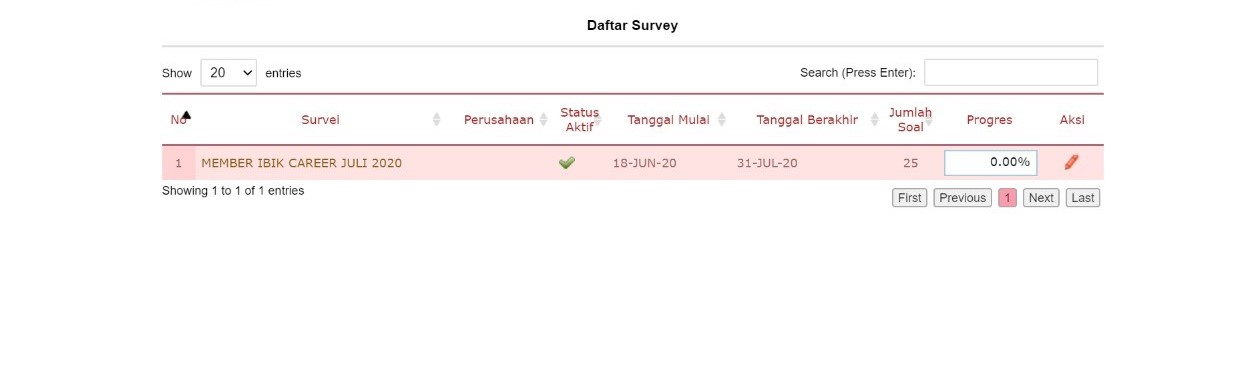 Daftar Survey
Show 20 entries
Search (Press Enter):
No Survei Perusahaan Status Aktif Tanggal Mulai Tanggal Berakhir Jumlah Soal Progres Aksi
1 MEMBER IBIK CAREER JULI 2020 18-JUN-20 31-JUL-20 25 0.00%
Showing 1 to 1 of 1 entries
First Previous 1 Next Last